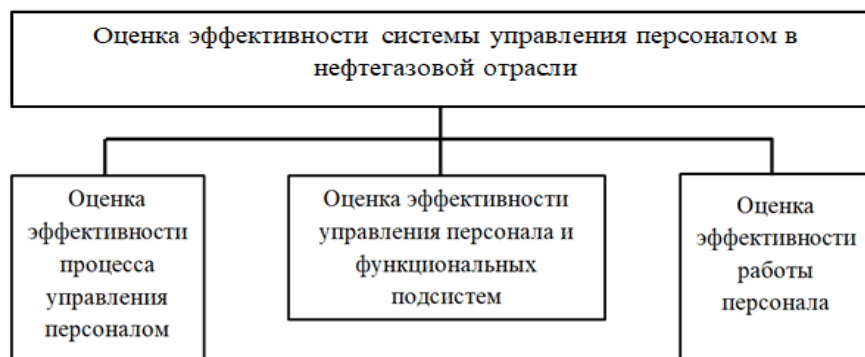 Оценка эффективности системы управления персоналом в
нефтегазовой отрасли
Оценка
эффективности
процесса
управления
персоналом
Оценка эффективности
управления персонала и
функциональных
подсистем
Оценка
эффективности
работы
персонала